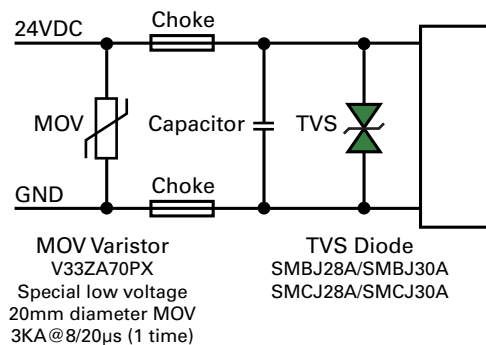 24VDC
Choke
MOV
Capacitor
TVS
GND
Choke
MOV Varistor
V33ZA70PX
Special low voltage
20mm diameter MOV
3KA@8/20µs (1 time)
TVS Diode
SMBJ28A/SMBJ30A
SMCJ28A/SMCJ30A